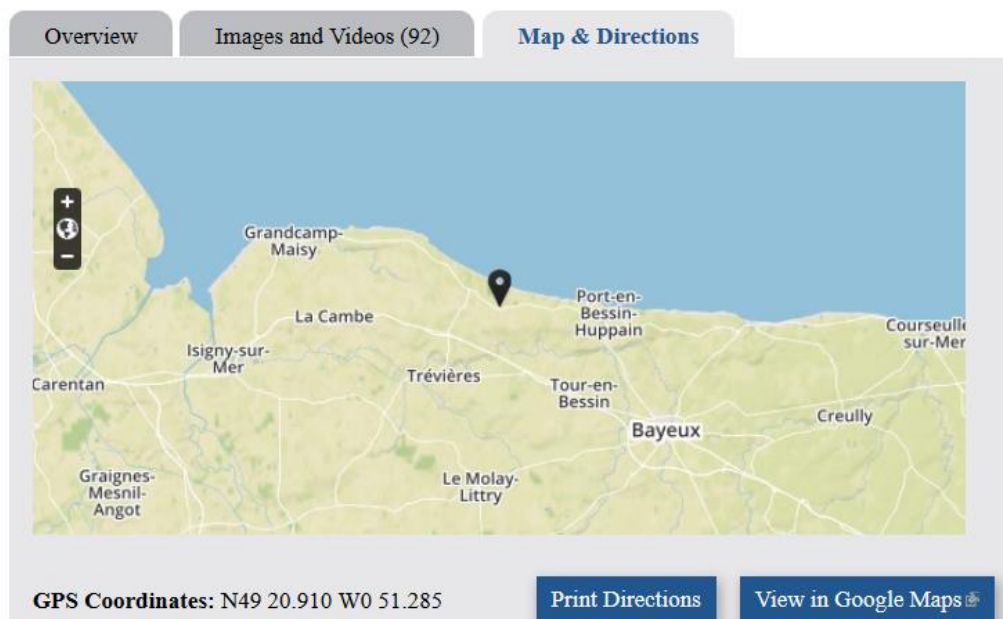 Overview
Images and Videos (92)
Map & Directions
+
−
Grandcamp-
Maisy
La Cambe
Port-en-
Bessin-
Huppain
Courseulle
sur-Mer
Isigny-sur-
Mer
Carentan
Trévières
Tour-en-
Bessin
Creully
Bayeux
Graignes-
Mesnil-
Angot
Le Molay-
Littry
GPS Coordinates: N49 20.910 W0 51.285
Print Directions
View in Google Maps